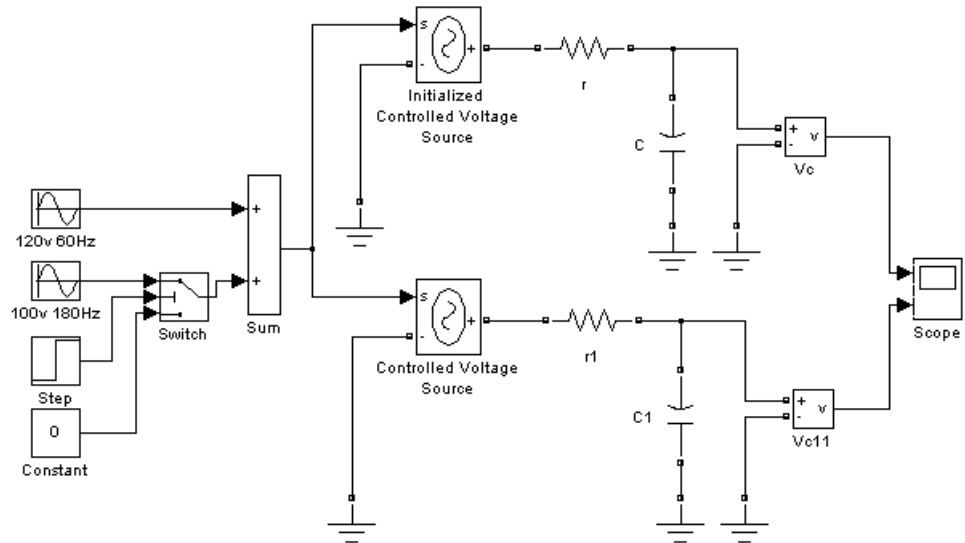 s
+
-
Initialized
Controlled Voltage
Source
r
C
+
-
v
Vc
120v 60Hz
+
+
Sum
100v 180Hz
Switch
Step
0
Constant
s
+
-
Controlled Voltage
Source
r1
C1
+
-
v
Vc11
Scope